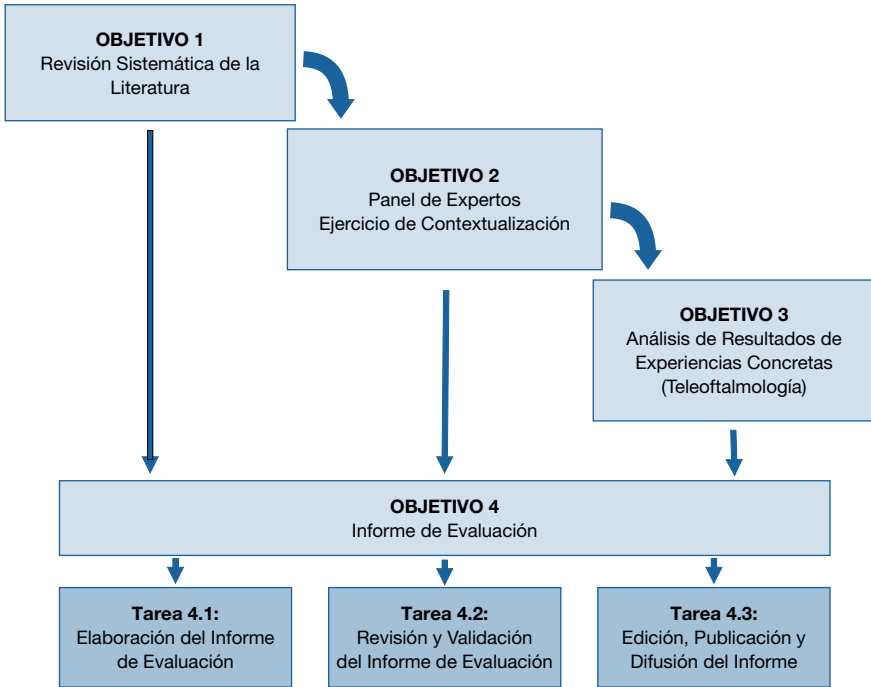 OBJETIVO 1
Revisión Sistemática de la
Literatura
OBJETIVO 2
Panel de Expertos
Ejercicio de Contextualización
OBJETIVO 3
Análisis de Resultados de
Experiencias Concretas
(Teleoftalmología)
OBJETIVO 4
Informe de Evaluación
Tarea 4.1:
Elaboración del Informe
de Evaluación
Tarea 4.2:
Revisión y Validación
del Informe de Evaluación
Tarea 4.3:
Edición, Publicación y
Difusión del Informe